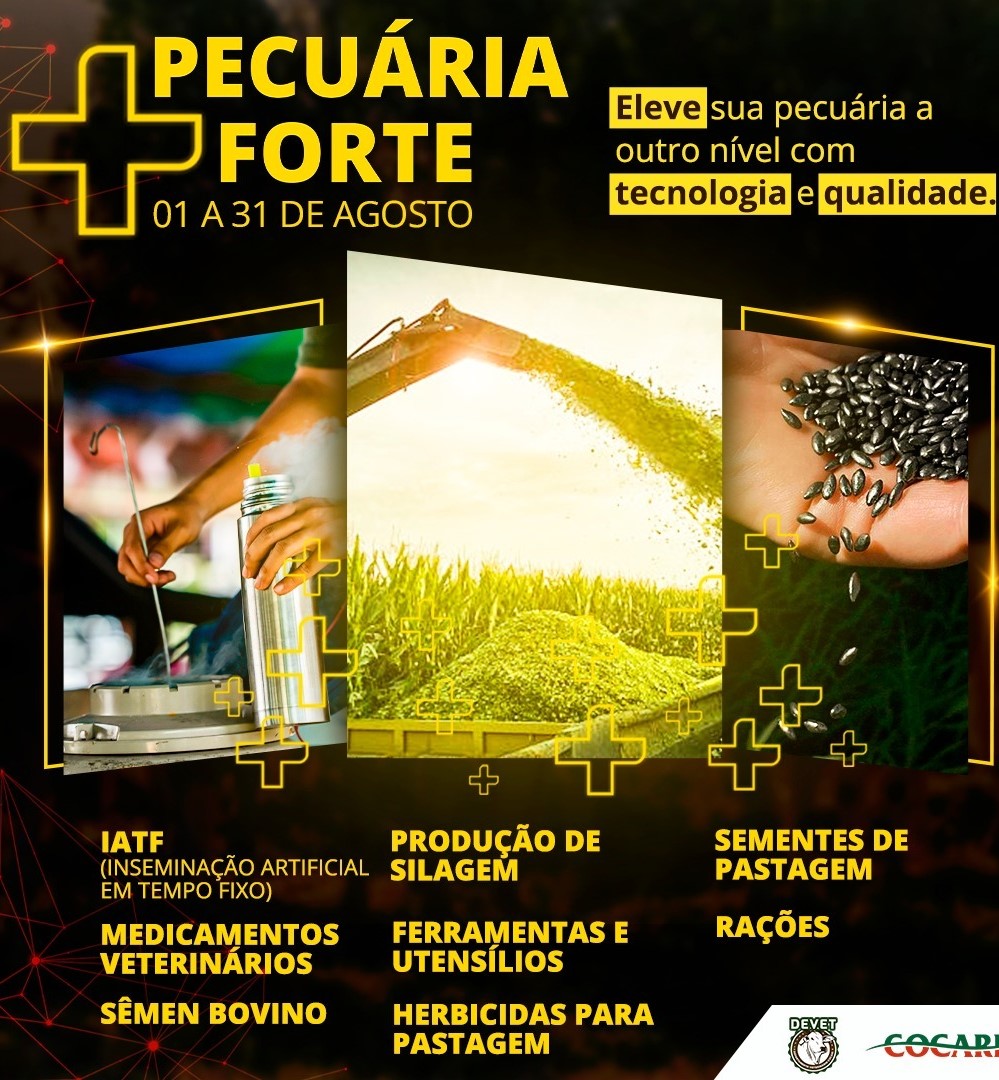 PECUÁRIA
FORTE
01 A 31 DE AGOSTO
Eleve sua pecuária a
outro nível com
tecnologia e qualidade.
IATF
(INSEMINAÇÃO ARTIFICIAL
EM TEMPO FIXO)
MEDICAMENTOS
VETERINÁRIOS
SÊMEN BOVINO
PRODUÇÃO DE
SILAGEM
FERRAMENTAS E
UTENSÍLIOS
HERBICIDAS PARA
PASTAGEM
SEMENTES DE
PASTAGEM
RAÇÕES
DEVET